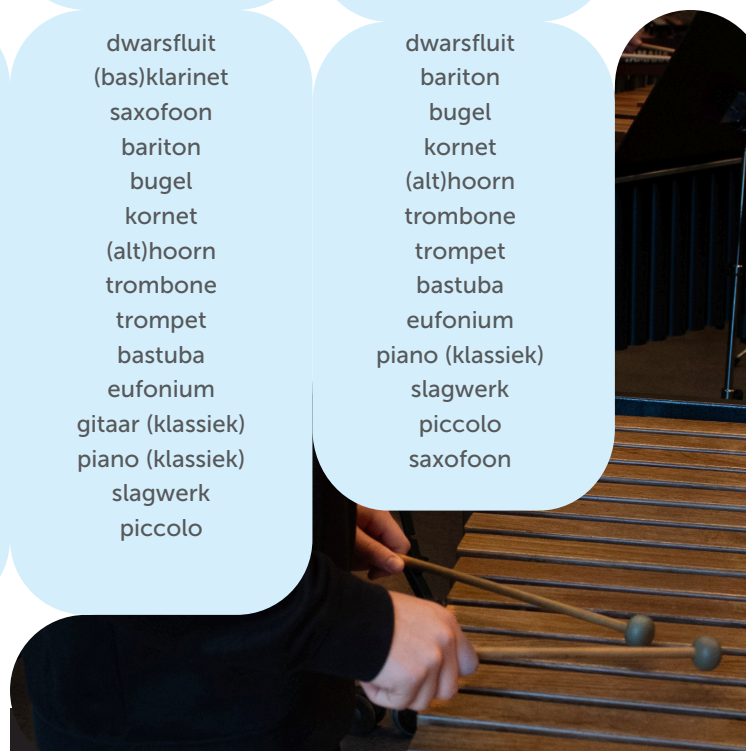 dwarsfluit
(bas)klarinet
saxofoon
bariton
bugel
kornet
(alt)hoorn
trombone
trompet
bastuba
eufonium
gitaar (klassiek)
piano (klassiek)
slagwerk
piccolo
dwarsfluit
bariton
bugel
kornet
(alt)hoorn
trombone
trompet
bastuba
eufonium
piano (klassiek)
slagwerk
piccolo
saxofoon